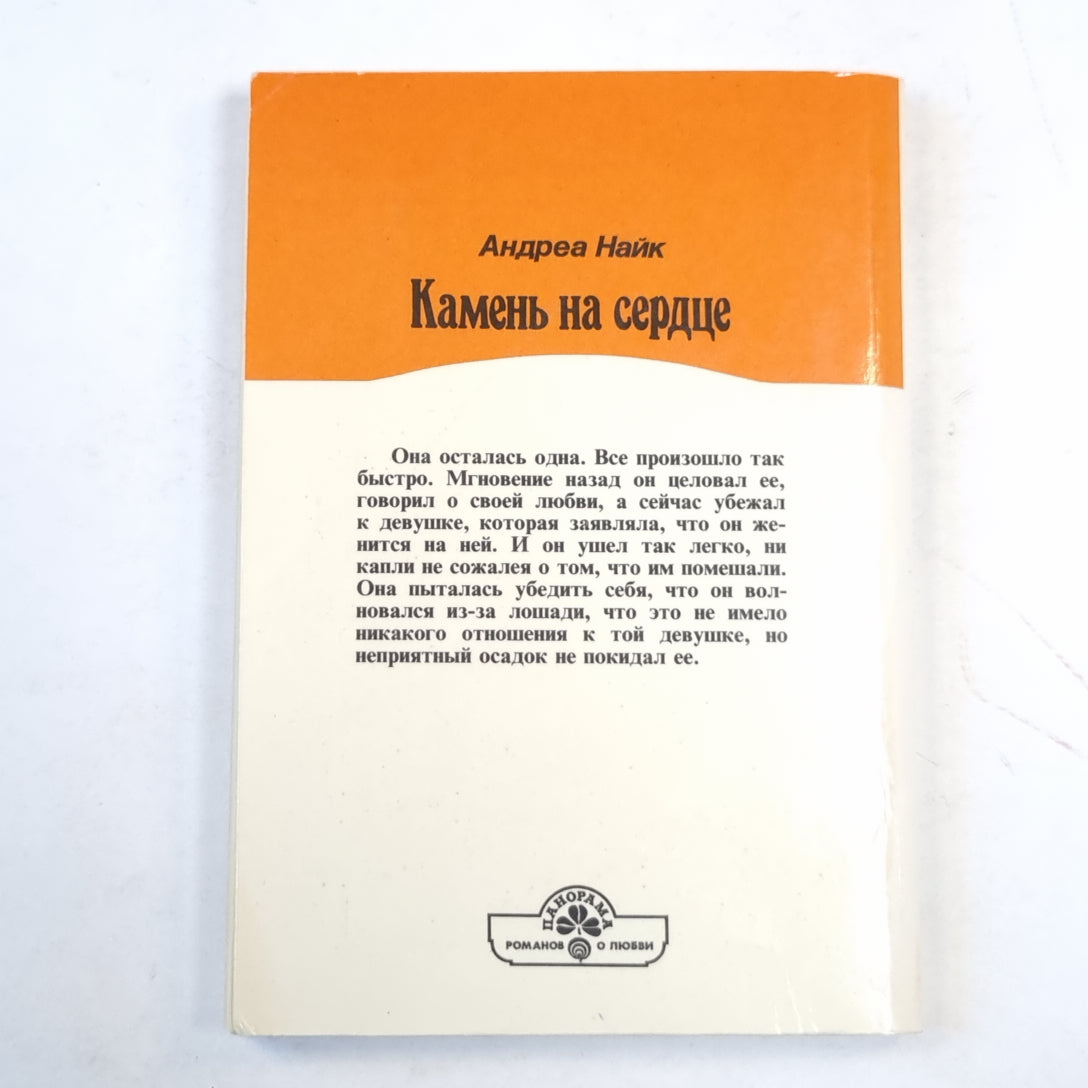 Андреа Найк
Камень на сердце
Она осталась одна. Все произошло так
быстро. Мгновение назад он целовал ее,
говорил о своей любви, а сейчас убежал
к девушке, которая заявляла, что он же-
нится на ней. И он ушел так легко, ни
капли не сожалея о том, что им помешали.
Она пыталась убедить себя, что он вол-
новался из-за лошади, что это не имело
никакого отношения к той девушке, но
неприятный осадок не покидал ее.
ПАНОРАМА
РОМАНОВ О ЛЮБВИ